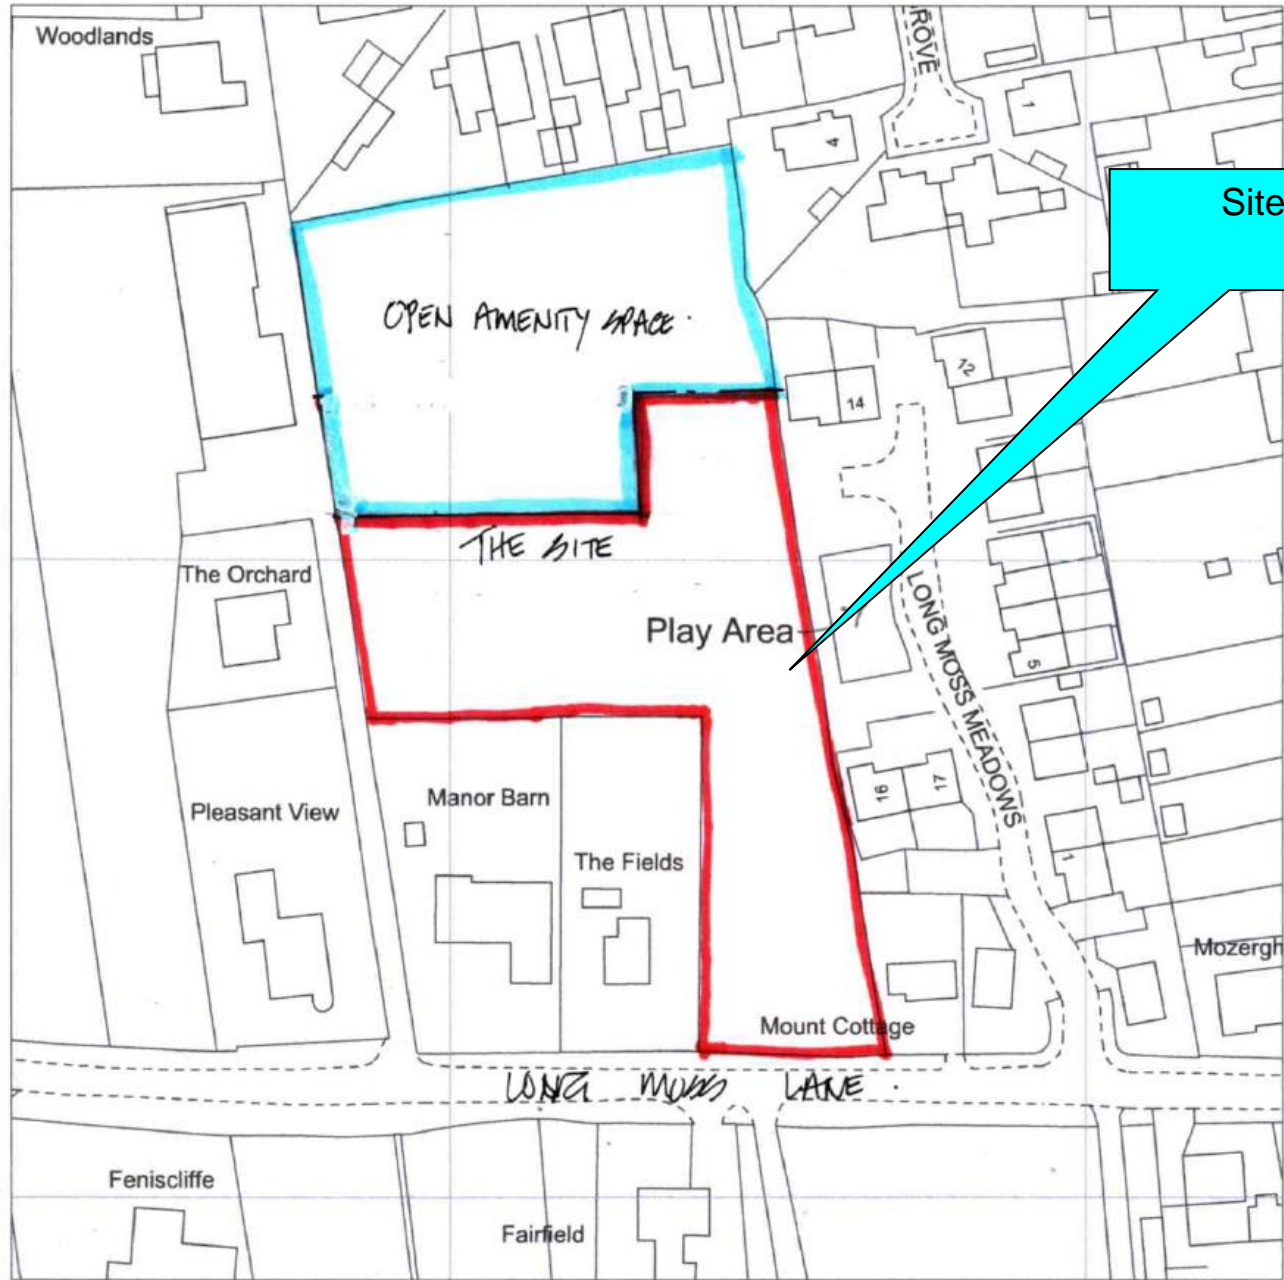 Woodlands
ROVE
1
4
Site
OPEN AMENITY SPACE.
12
14
THE SITE
The Orchard
Play Area
LONG MOSS MEADOWS
5
Pleasant View
Manor Barn
16
17
The Fields
1
Mozergh
Mount Cottage
LONG MOSS LANE.
Feniscliffe
Fairfield